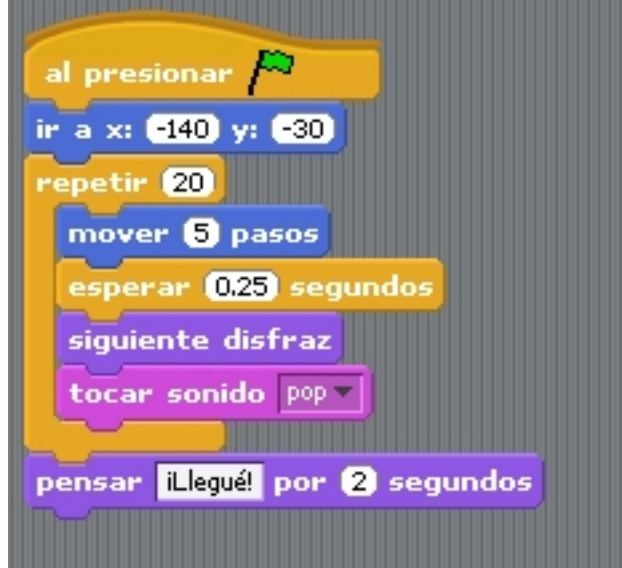 al presionar
ir a x: -140 y: -30
repetir 20
mover 5 pasos
esperar 0.25 segundos
siguiente disfraz
tocar sonido pop
pensar ¡Llegué! por 2 segundos